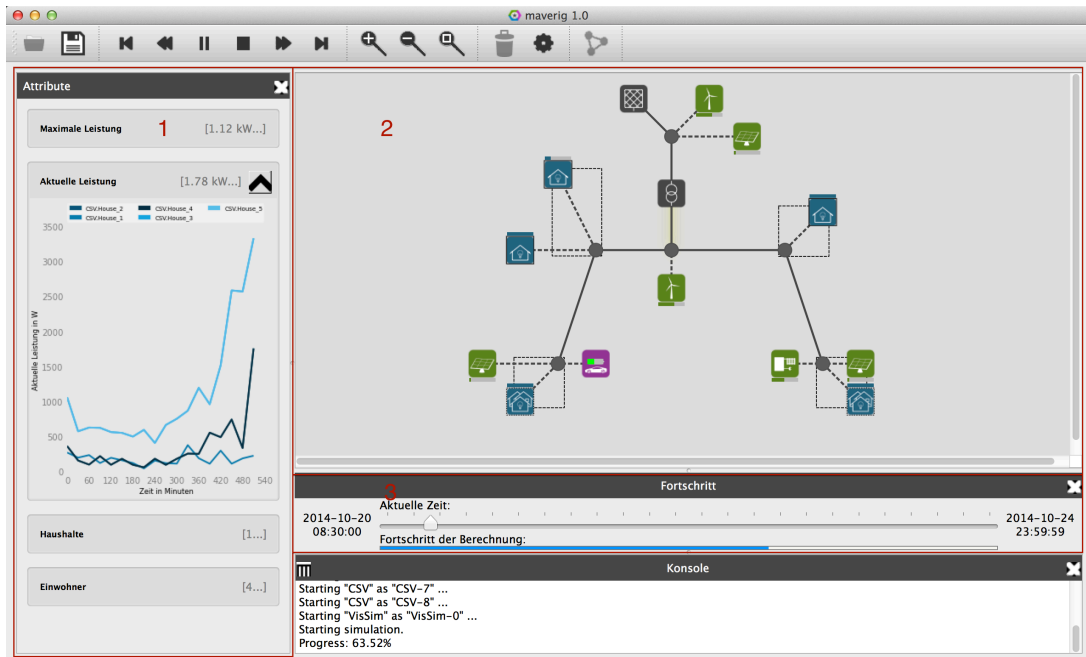 maverig 1.0
Attribute
Maximale Leistung 1 [1.12 kW...]
Aktuelle Leistung [1.78 kW...]
CSV.House_2 CSV.House_4 CSV.House_5
CSV.House_1 CSV.House_3
Aktuelle Leistung in W
3500
3000
2500
2000
1500
1000
500
0
0 60 120 180 240 300 360 420 480 540
Zeit in Minuten
Haushalte [1...]
Einwohner [4...]
2
Fortschritt
3
Aktuelle Zeit:
2014-10-20
08:30:00
2014-10-24
23:59:59
Fortschritt der Berechnung:
Konsole
Starting "CSV" as "CSV-7" ...
Starting "CSV" as "CSV-8" ...
Starting "VisSim" as "VisSim-0" ...
Starting simulation.
Progress: 63.52%